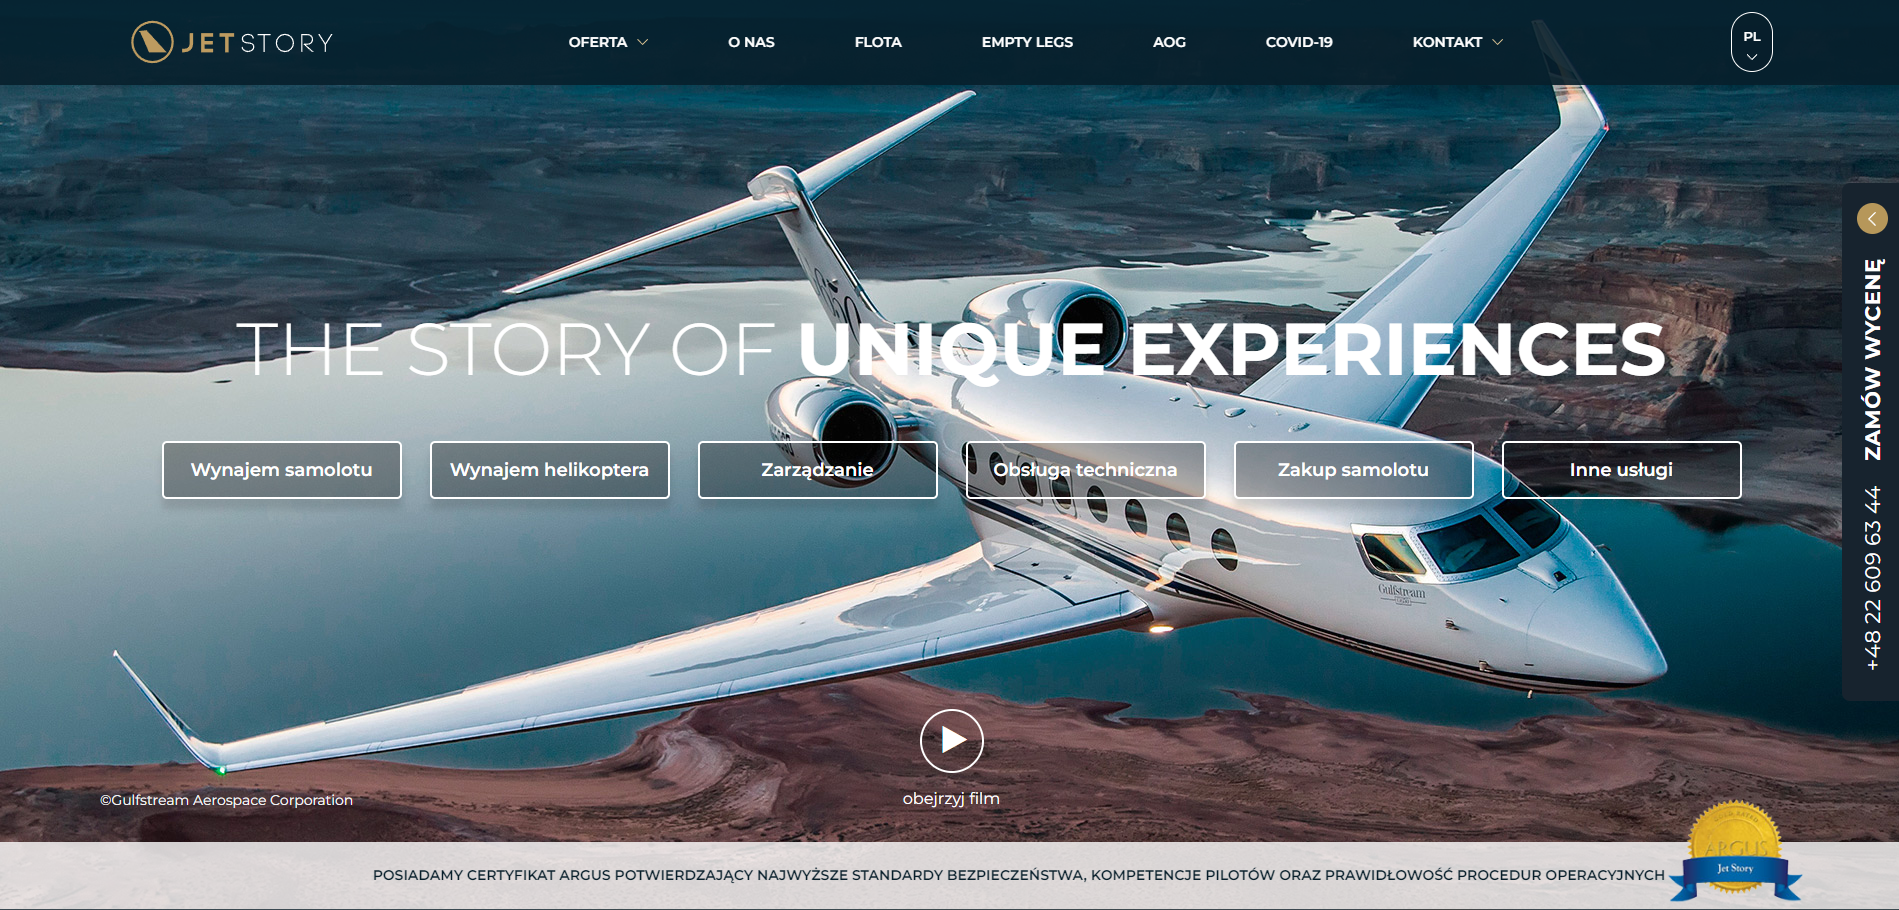 JETSTORY
OFERTA
O NAS
FLOTA
EMPTY LEGS
AOG
COVID-19
KONTAKT
PL
THE STORY OF UNIQUE EXPERIENCES
Wynajem samolotu
Wynajem helikoptera
Zarządzanie
Obsługa techniczna
Zakup samolotu
Inne usługi
ZAMÓW WYCENĘ
+48 22 609 63 44
Gulfstream
obejrzyj film
©Gulfstream Aerospace Corporation
POSIADAMY CERTYFIKAT ARGUS POTWIERDZAJĄCY NAJWYŻSZE STANDARDY BEZPIECZEŃSTWA, KOMPETENCJE PILOTÓW ORAZ PRAWIDŁOWOŚĆ PROCEDUR OPERACYJNYCH
ARGUS
Jet Story